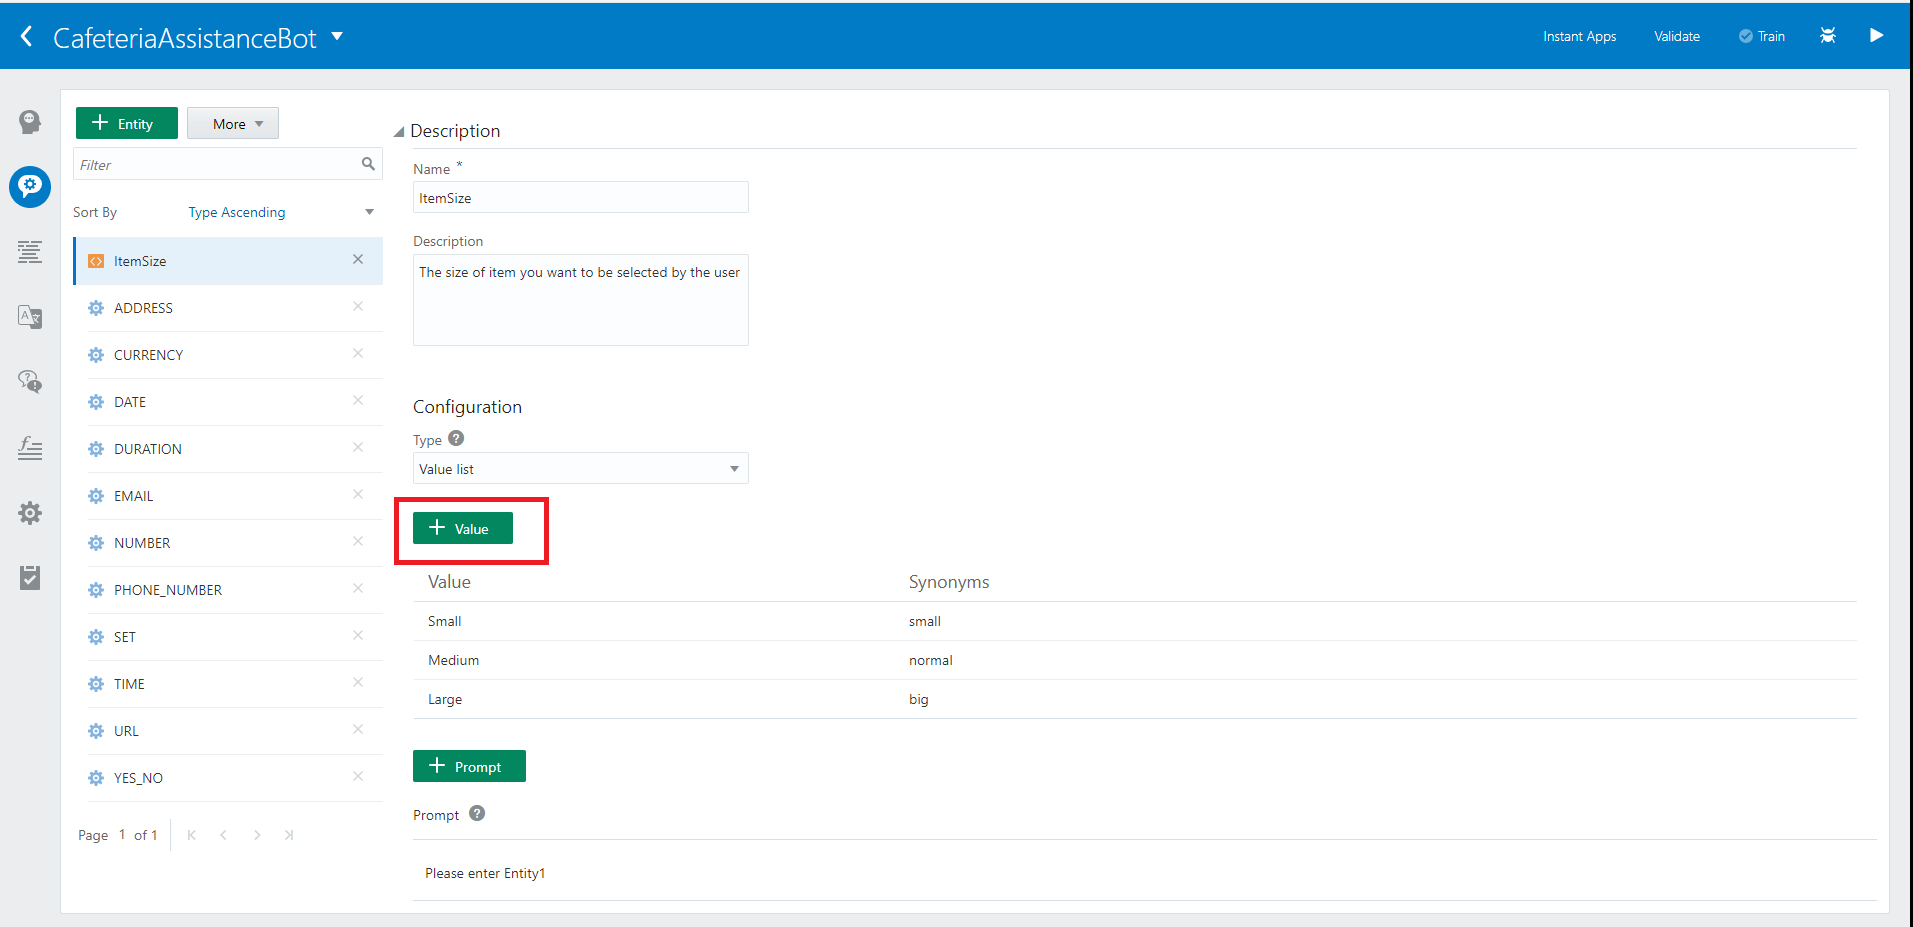 CafeteriaAssistanceBot
Instant Apps
Validate
Train
Entity
More
Filter
Sort By Type Ascending
ItemSize
ADDRESS
CURRENCY
DATE
DURATION
EMAIL
NUMBER
PHONE_NUMBER
SET
TIME
URL
YES_NO
Page 1 of 1
Description
Name *
ItemSize
Description
The size of item you want to be selected by the user
Configuration
Type ?
Value list
Value
Value Synonyms
Small small
Medium normal
Large big
Prompt
Prompt ?
Please enter Entity1